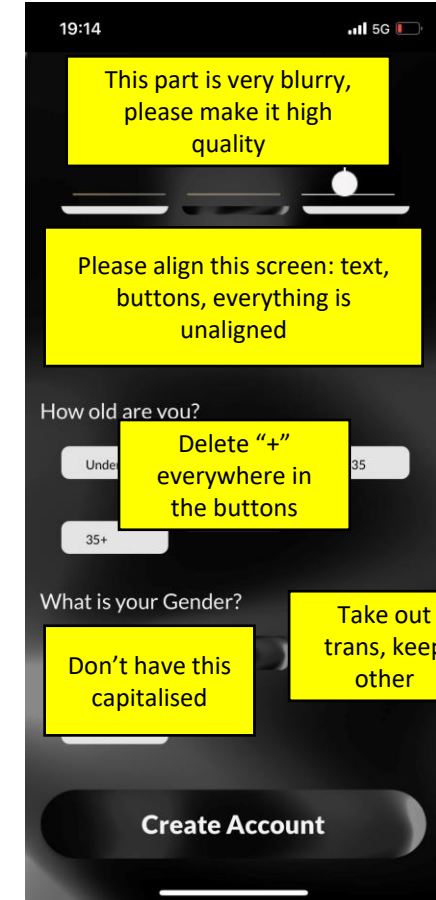 19:14
5G
This part is very blurry,
please make it high
quality
Please align this screen: text,
buttons, everything is
unaligned
How old are you?
Delete “+”
everywhere in
the buttons
35
35+
What is your Gender?
Take out
trans, keep
other
Don’t have this
capitalised
Create Account